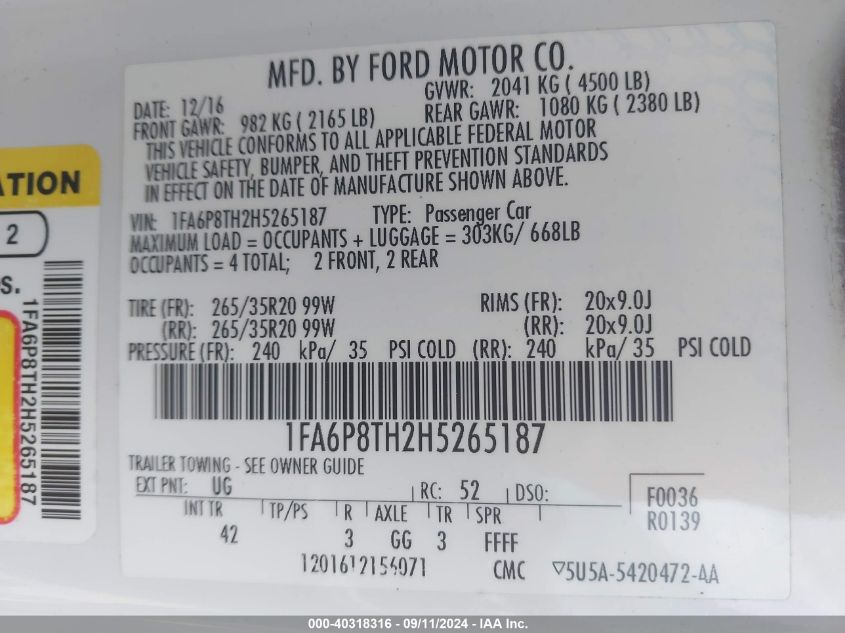 MFD. BY FORD MOTOR CO.
DATE: 12/16 GVWR: 2041 KG ( 4500 LB)
FRONT GAWR: 982 KG ( 2165 LB) REAR GAWR: 1080 KG ( 2380 LB)
THIS VEHICLE CONFORMS TO ALL APPLICABLE FEDERAL MOTOR
VEHICLE SAFETY, BUMPER, AND THEFT PREVENTION STANDARDS
IN EFFECT ON THE DATE OF MANUFACTURE SHOWN ABOVE.
VIN: 1FA6P8TH2H5265187 TYPE: Passenger Car
MAXIMUM LOAD = OCCUPANTS + LUGGAGE = 303KG/ 668LB
OCCUPANTS = 4 TOTAL; 2 FRONT, 2 REAR
TIRE (FR): 265/35R20 99W RIMS (FR): 20x9.0J
(RR): 265/35R20 99W (RR): 20x9.0J
PRESSURE (FR): 240 kPa/ 35 PSI COLD (RR): 240 kPa/ 35 PSI COLD
1FA6P8TH2H5265187
TRAILER TOWING - SEE OWNER GUIDE
EXT PNT: UG RC: 52 DSO:
INT TR TP/PS R AXLE TR SPR
42 3 GG 3 FFFF
F0036
R0139
1201612154071 CMC ▽5U5A-5420472-AA
ATION
2
S.
1FA6P8TH2H5265187
000-40318316 - 09/11/2024 - IAA Inc.